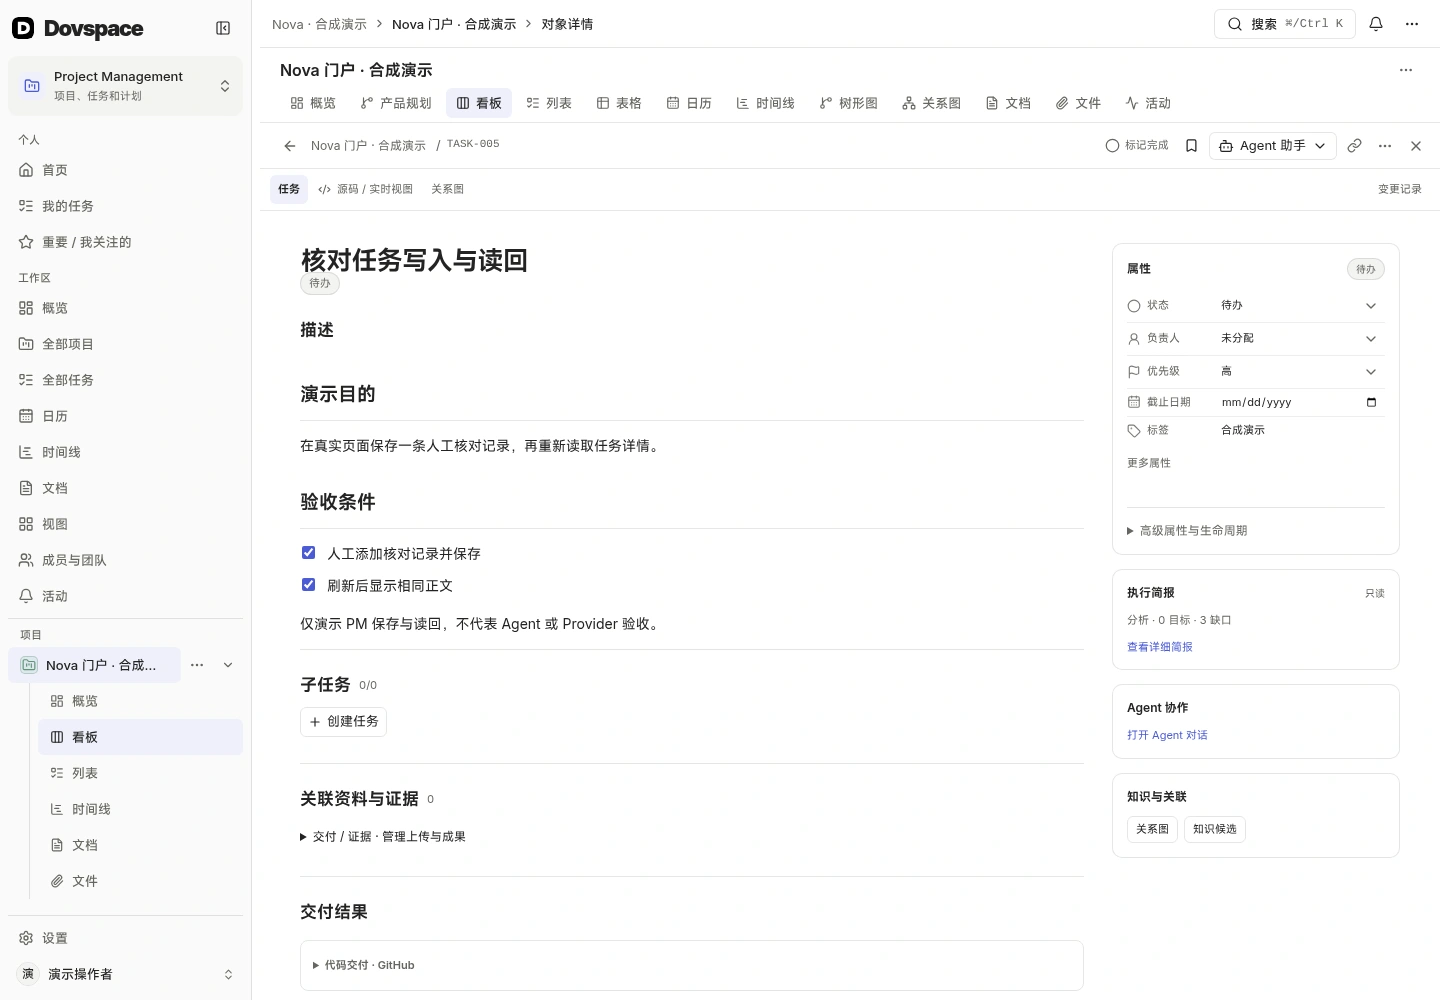 Dovspace
Project Management
项目、任务和计划
个人
首页
我的任务
重要 / 我关注的
工作区
概览
全部项目
全部任务
日历
时间线
文档
视图
成员与团队
活动
项目
Nova 门户 · 合成...
概览
看板
列表
时间线
文档
文件
设置
演 演示操作者
Nova · 合成演示 > Nova 门户 · 合成演示 > 对象详情
搜索 ⌘/Ctrl K
Nova 门户 · 合成演示
概览 产品规划 看板 列表 表格 日历 时间线 树形图 关系图 文档 文件 活动
Nova 门户 · 合成演示 / TASK-005
标记完成
Agent 助手
任务 源码 / 实时视图 关系图
变更记录
核对任务写入与读回
待办
描述
演示目的
在真实页面保存一条人工核对记录，再重新读取任务详情。
验收条件
人工添加核对记录并保存
刷新后显示相同正文
仅演示 PM 保存与读回，不代表 Agent 或 Provider 验收。
子任务 0/0
创建任务
关联资料与证据 0
交付 / 证据 · 管理上传与成果
交付结果
代码交付 · GitHub
属性 待办
状态 待办
负责人 未分配
优先级 高
截止日期 mm/dd/yyyy
标签 合成演示
更多属性
高级属性与生命周期
执行简报 只读
分析 · 0 目标 · 3 缺口
查看详细简报
Agent 协作
打开 Agent 对话
知识与关联
关系图 知识候选